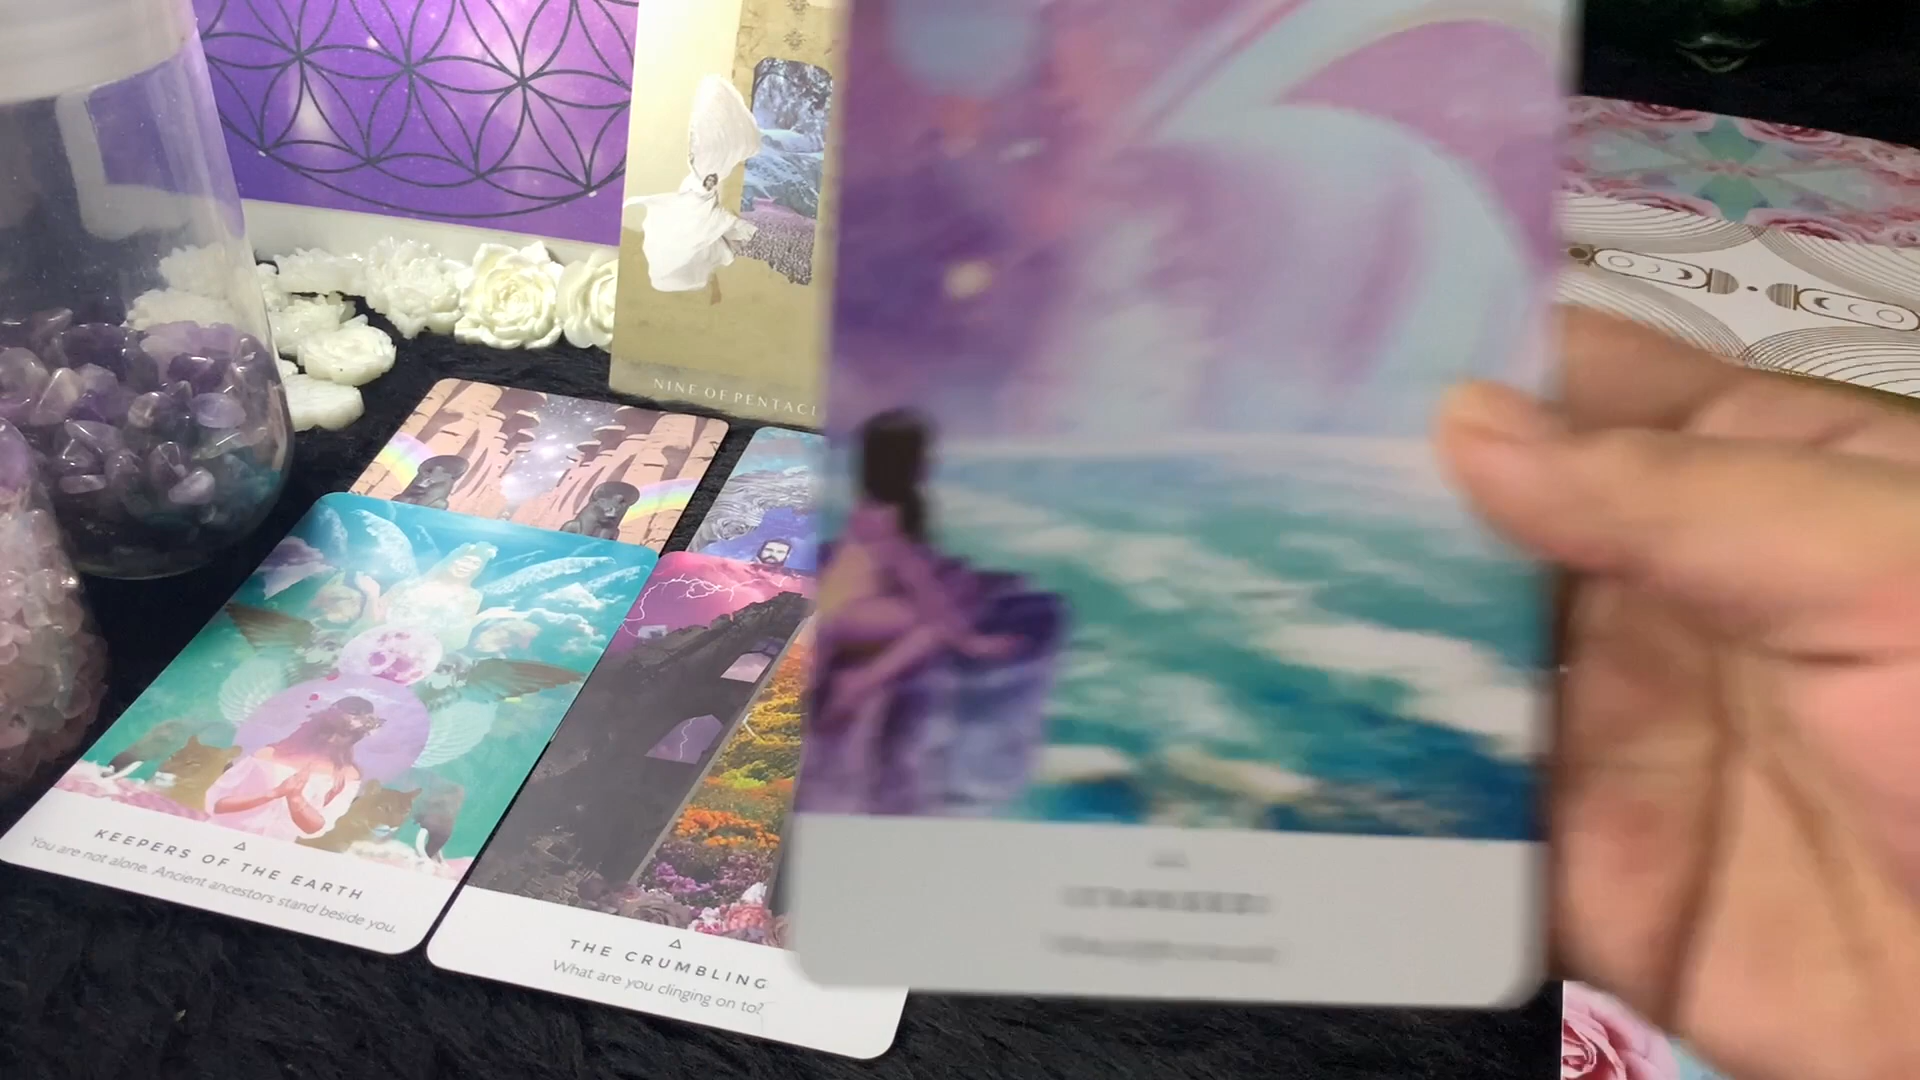 NINE OF PENTACL
KEEPERS OF THE EARTH
You are not alone. Ancient ancestors stand beside you.
THE CRUMBLING
What are you clinging on to?